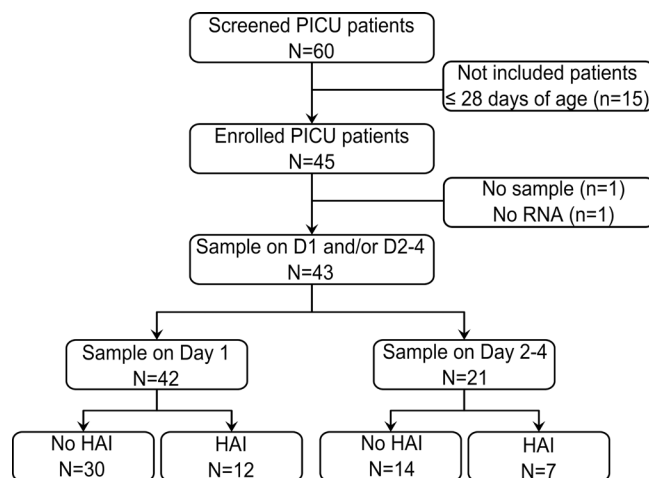 Screened PICU patients
N=60
Not included patients
≤ 28 days of age (n=15)
Enrolled PICU patients
N=45
No sample (n=1)
No RNA (n=1)
Sample on D1 and/or D2-4
N=43
Sample on Day 1
N=42
Sample on Day 2-4
N=21
No HAI
N=30
HAI
N=12
No HAI
N=14
HAI
N=7